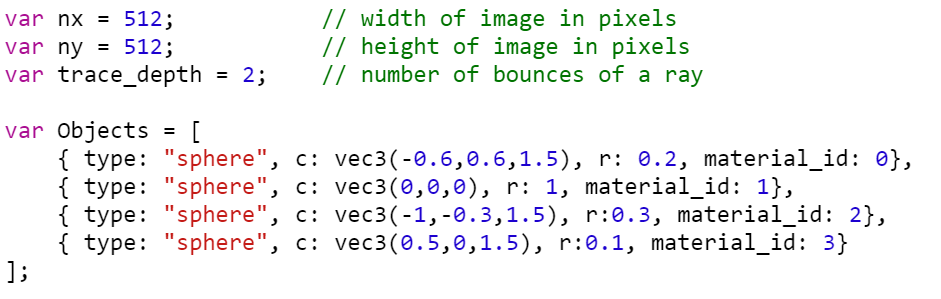 var nx = 512;           // width of image in pixels
var ny = 512;           // height of image in pixels
var trace_depth = 2;    // number of bounces of a ray

var Objects = [
    { type: "sphere", c: vec3(-0.6,0.6,1.5), r: 0.2, material_id: 0},
    { type: "sphere", c: vec3(0,0,0), r: 1, material_id: 1},
    { type: "sphere", c: vec3(-1,-0.3,1.5), r:0.3, material_id: 2},
    { type: "sphere", c: vec3(0.5,0,1.5), r:0.1, material_id: 3}
];